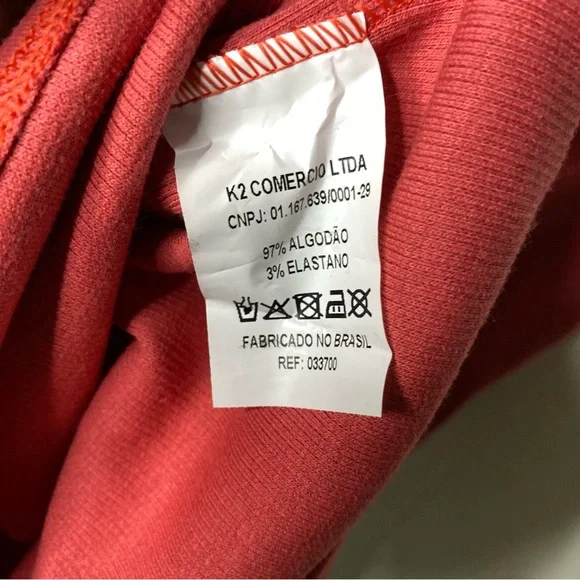 K2 COMERCIO LTDA
CNPJ: 01.167.639/0001-29
97% ALGODÃO
3% ELASTANO
FABRICADO NO BRASIL
REF: 033700